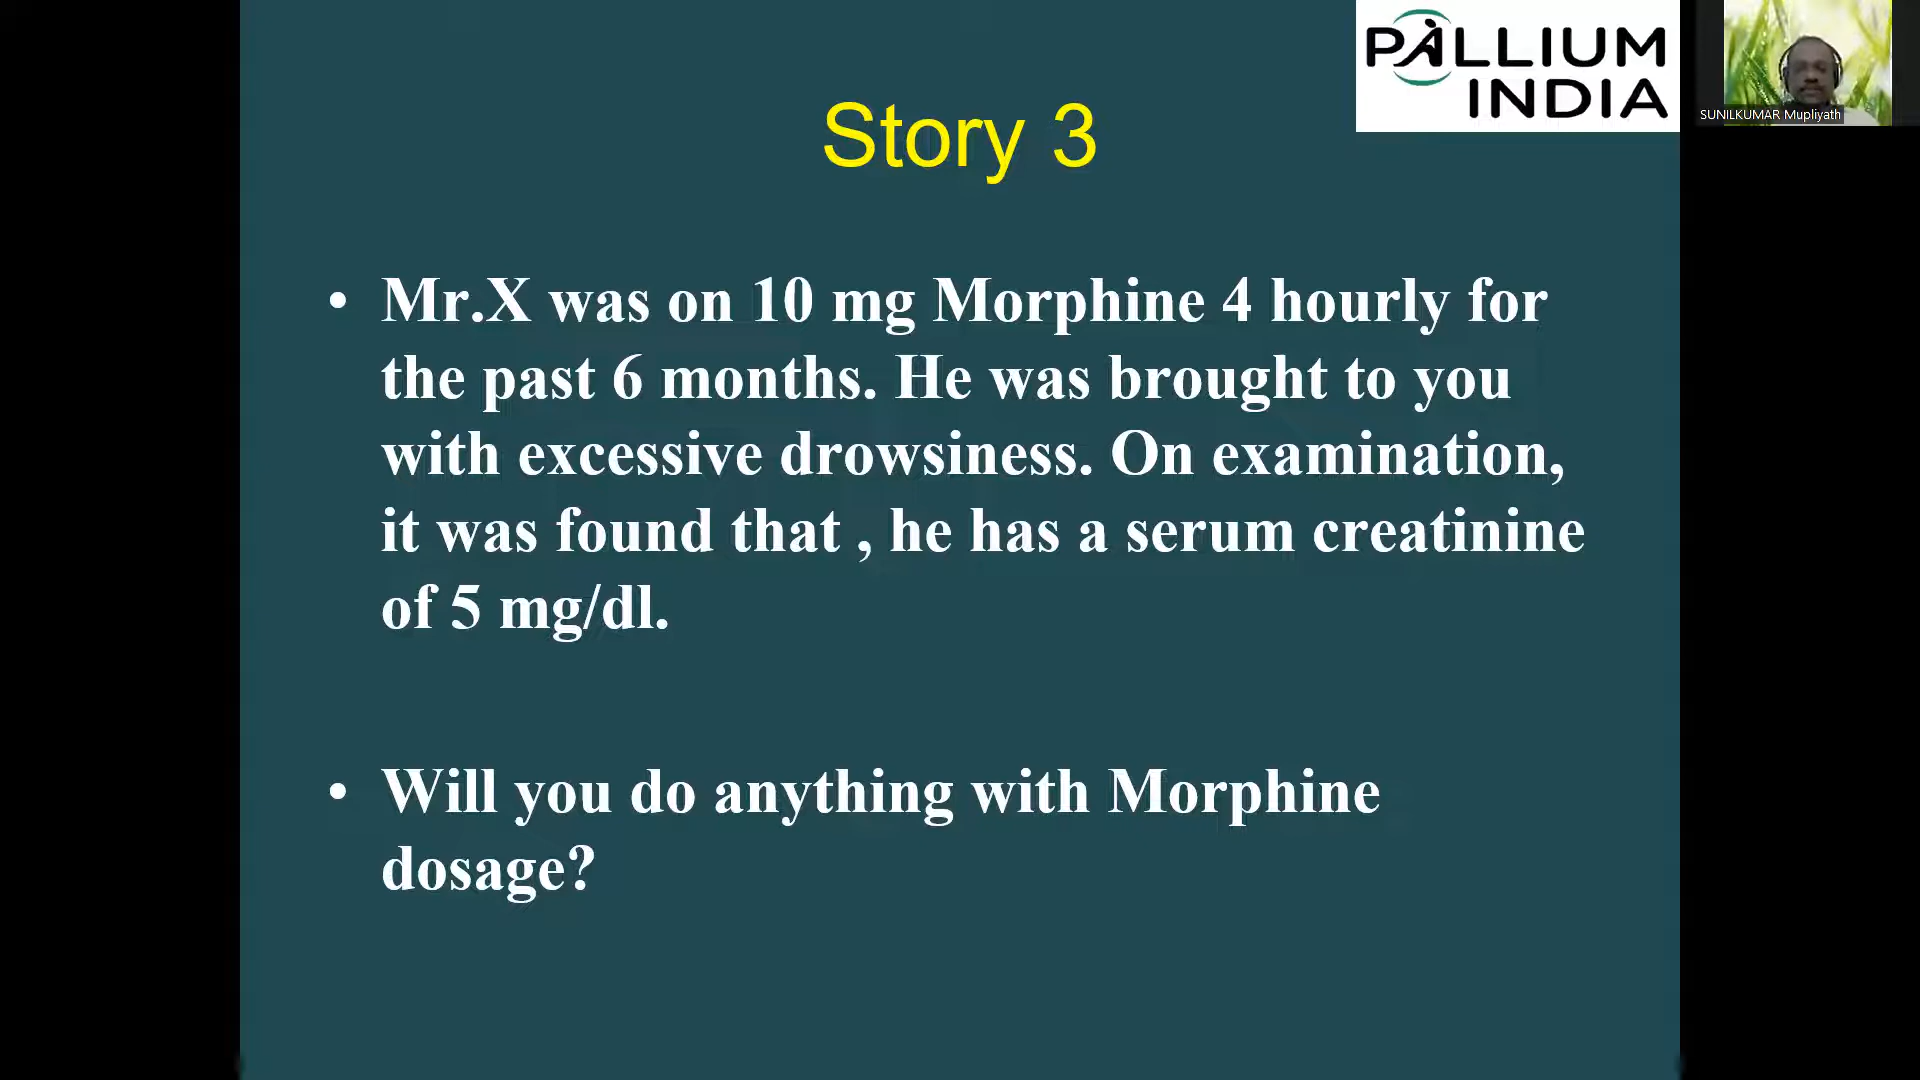 PALLIUM
INDIA
SUNILKUMAR Mupliyath
Story 3
• Mr.X was on 10 mg Morphine 4 hourly for
the past 6 months. He was brought to you
with excessive drowsiness. On examination,
it was found that , he has a serum creatinine
of 5 mg/dl.
• Will you do anything with Morphine
dosage?